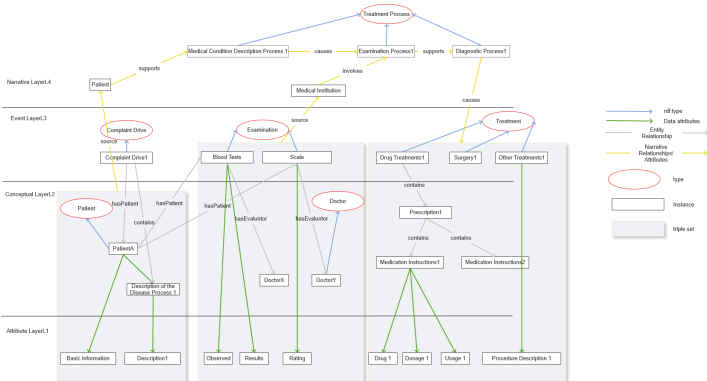 Treatment Process
Medical Condition Description Process 1
causes
Examination Process1
supports
Diagnostic Process1
supports
involves
Narrative LayerL4
Patient
Medical Institution
causes
rdf:type
Event LayerL3
source
Data attributes
Complaint Drive
Examination
Treatment
Entity
Relationship
source
Narrative
Relationships/
Attributes
Complaint Drive1
Blood Tests
Scale
Drug Treatments1
Surgery1
Other Treatments1
type
contains
Conceptual LayerL2
Patient
hasPatient
hasPatient
hasPatient
Doctor
Instance
Prescription1
contains
hasEvaluntor
hasEvaluntor
triple set
contains
contains
PatientA
Medication Instructions1
Medication Instructions2
DoctorX
DoctorY
Description of the
Disease Process 1
Attribute LayerL1
Basic Information
Description1
Observed
Results
Rating
Drug 1
Dosage 1
Usage 1
Procedure Description 1